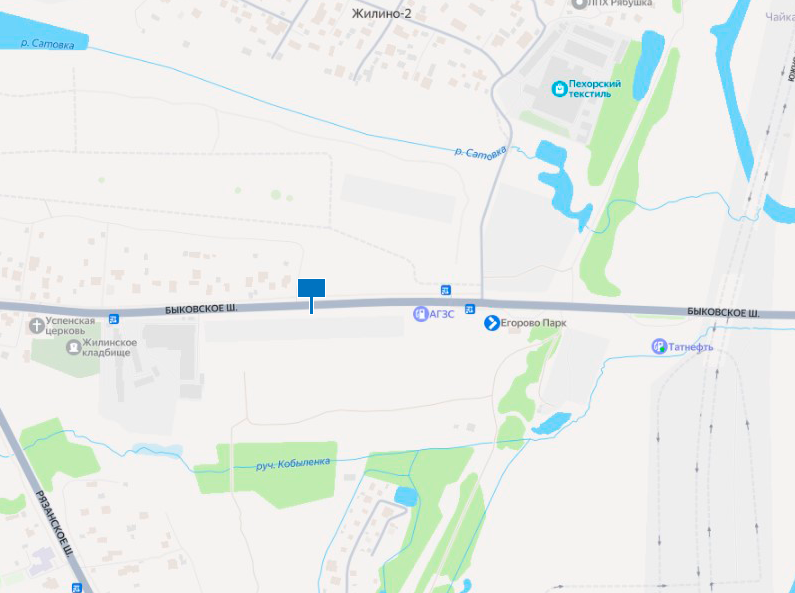 ЛПХ Рябушка
Жилино-2
Чайка
р. Сатовка
Пехорский
текстиль
р. Сатовка
БЫКОВСКОЕ Ш.
БЫКОВСКОЕ Ш.
АГЗС
Егорово Парк
Успенская
церковь
Жилинское
кладбище
Татнефть
руч. Кобыленка
РЯЗАНСКОЕ Ш.